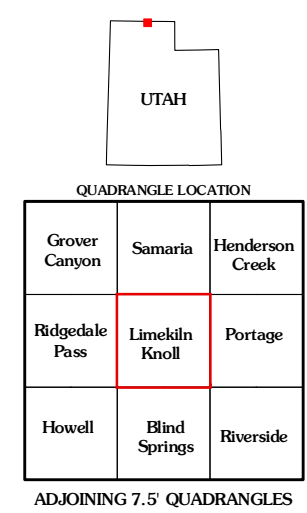 UTAH
QUADRANGLE LOCATION
Grover
Canyon
Samaria
Henderson
Creek
Ridgedale
Pass
Limekiln
Knoll
Portage
Howell
Blind
Springs
Riverside
ADJOINING 7.5' QUADRANGLES